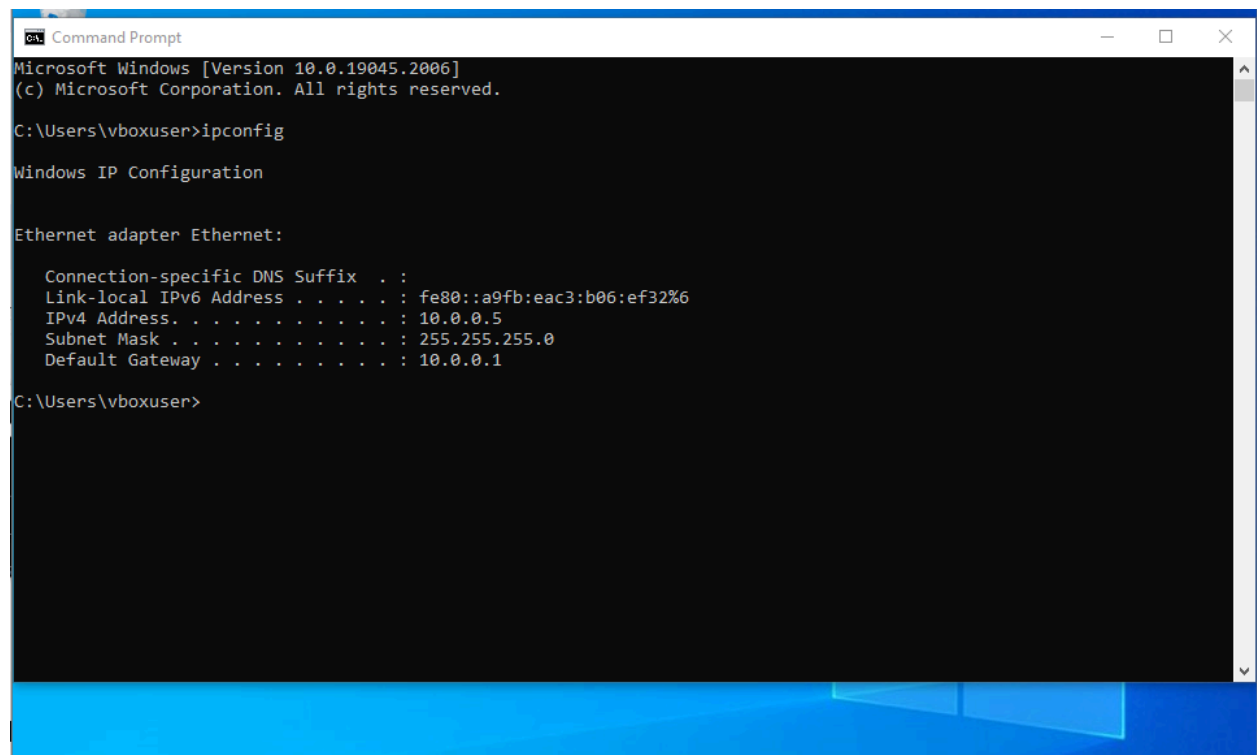 Command Prompt
Microsoft Windows [Version 10.0.19045.2006]
(c) Microsoft Corporation. All rights reserved.
C:\Users\vboxuser>ipconfig
Windows IP Configuration
Ethernet adapter Ethernet:
Connection-specific DNS Suffix  . :
Link-local IPv6 Address . . . . . : fe80::a9fb:eac3:b06:ef32%6
IPv4 Address. . . . . . . . . . . : 10.0.0.5
Subnet Mask . . . . . . . . . . . : 255.255.255.0
Default Gateway . . . . . . . . . : 10.0.0.1
C:\Users\vboxuser>